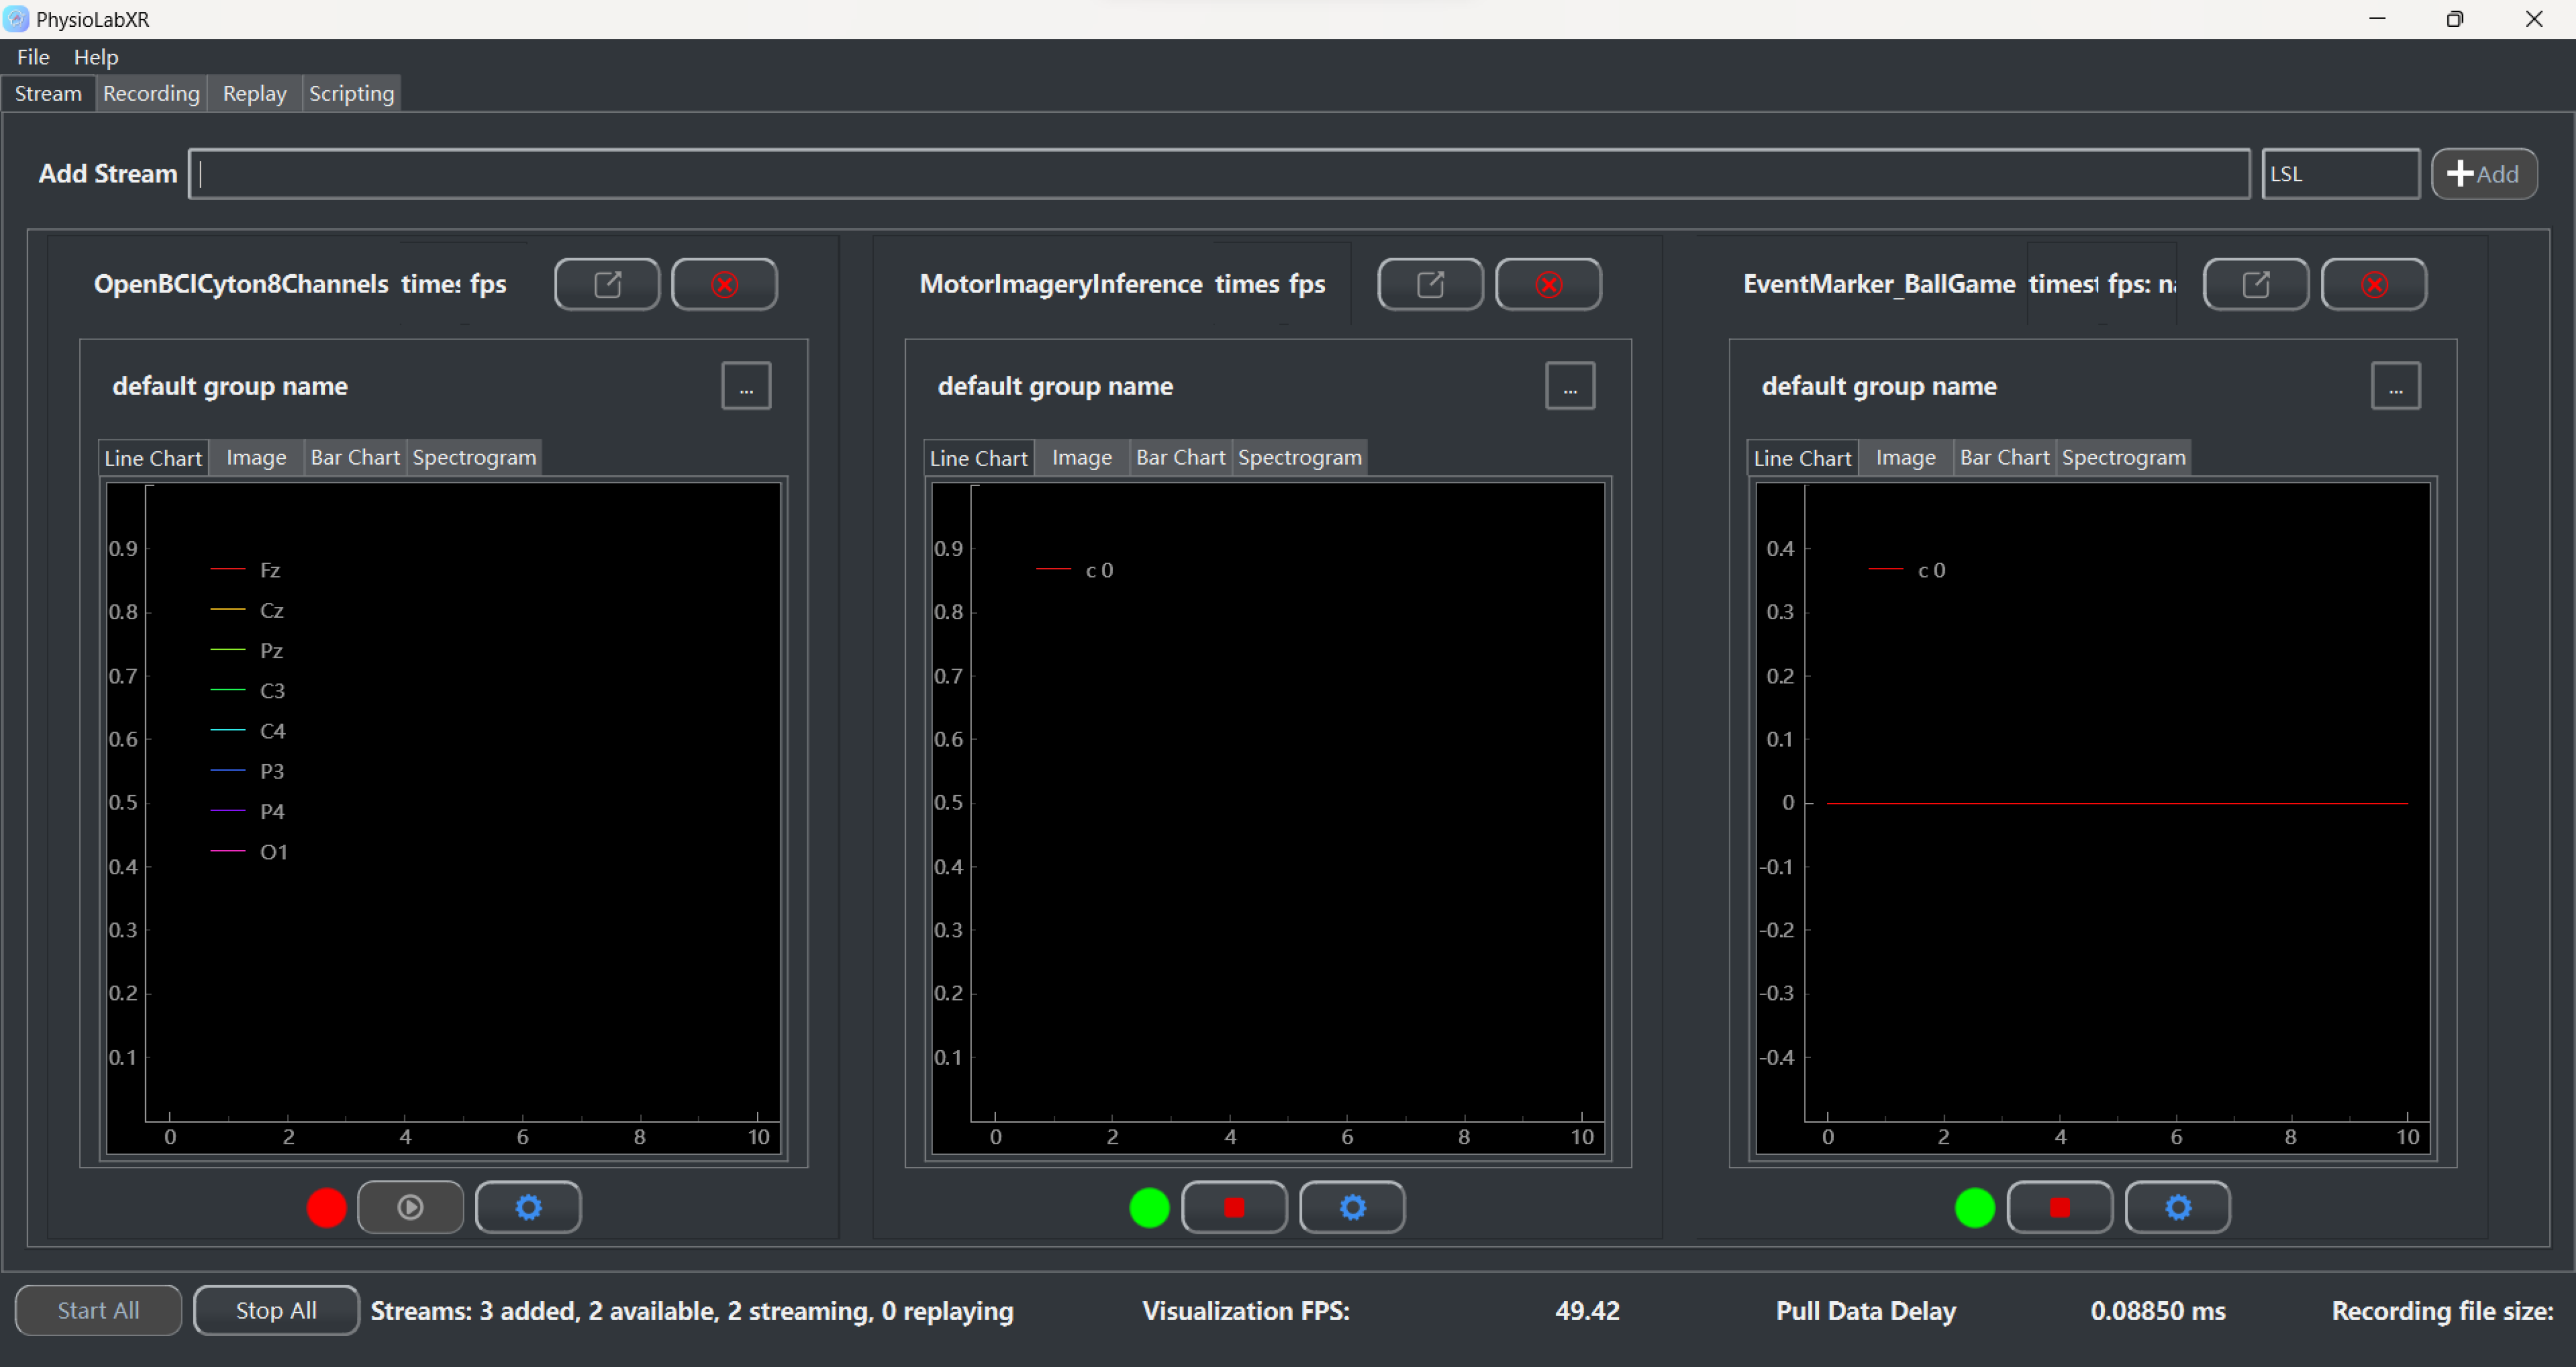 PhysioLabXR
File Help
Stream Recording Replay Scripting
Add Stream LSL Add
OpenBCICyton8Channels times fps
MotorImageryInference times fps
EventMarker_BallGame timest fps: na
default group name ...
default group name ...
default group name ...
Line Chart Image Bar Chart Spectrogram
Line Chart Image Bar Chart Spectrogram
Line Chart Image Bar Chart Spectrogram
0.9
0.8
0.7
0.6
0.5
0.4
0.3
0.2
0.1
Fz
Cz
Pz
C3
C4
P3
P4
O1
0 2 4 6 8 10
0.9
0.8
0.7
0.6
0.5
0.4
0.3
0.2
0.1
c 0
0 2 4 6 8 10
0.4
0.3
0.2
0.1
0
-0.1
-0.2
-0.3
-0.4
c 0
0 2 4 6 8 10
Start All Stop All Streams: 3 added, 2 available, 2 streaming, 0 replaying Visualization FPS: 49.42 Pull Data Delay 0.08850 ms Recording file size: